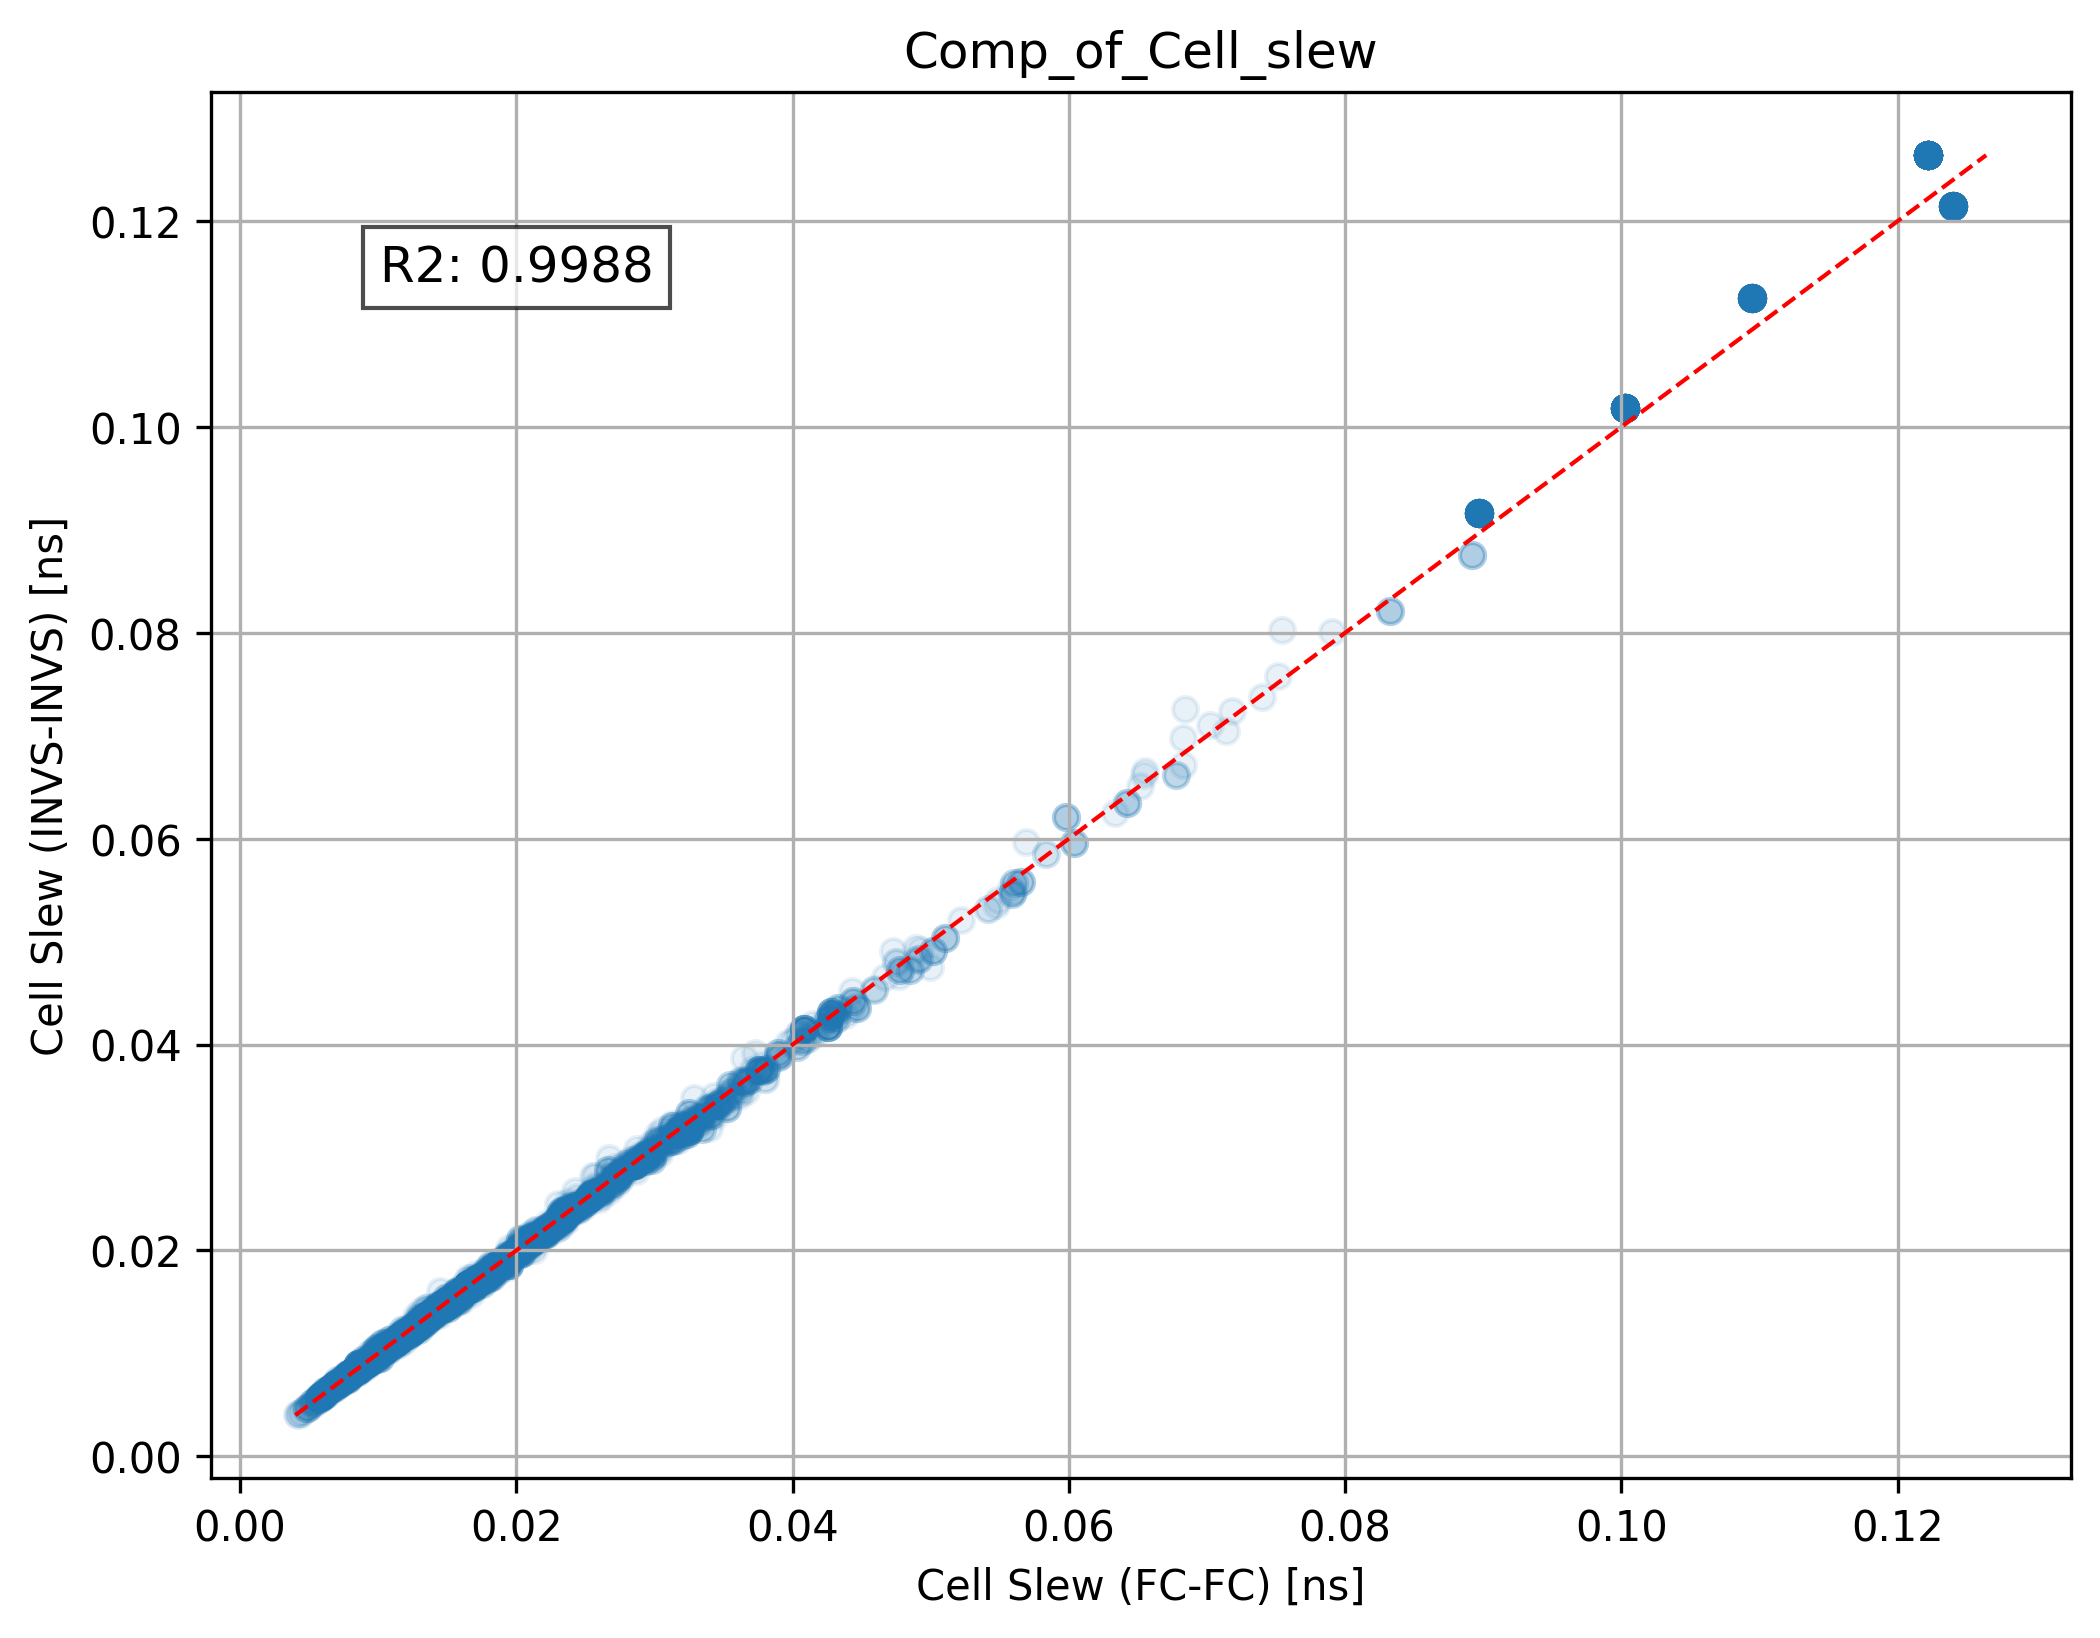 Comp_of_Cell_slew
R2: 0.9988
Cell Slew (INVS-INVS) [ns]
0.12
0.10
0.08
0.06
0.04
0.02
0.00
0.00 0.02 0.04 0.06 0.08 0.10 0.12
Cell Slew (FC-FC) [ns]